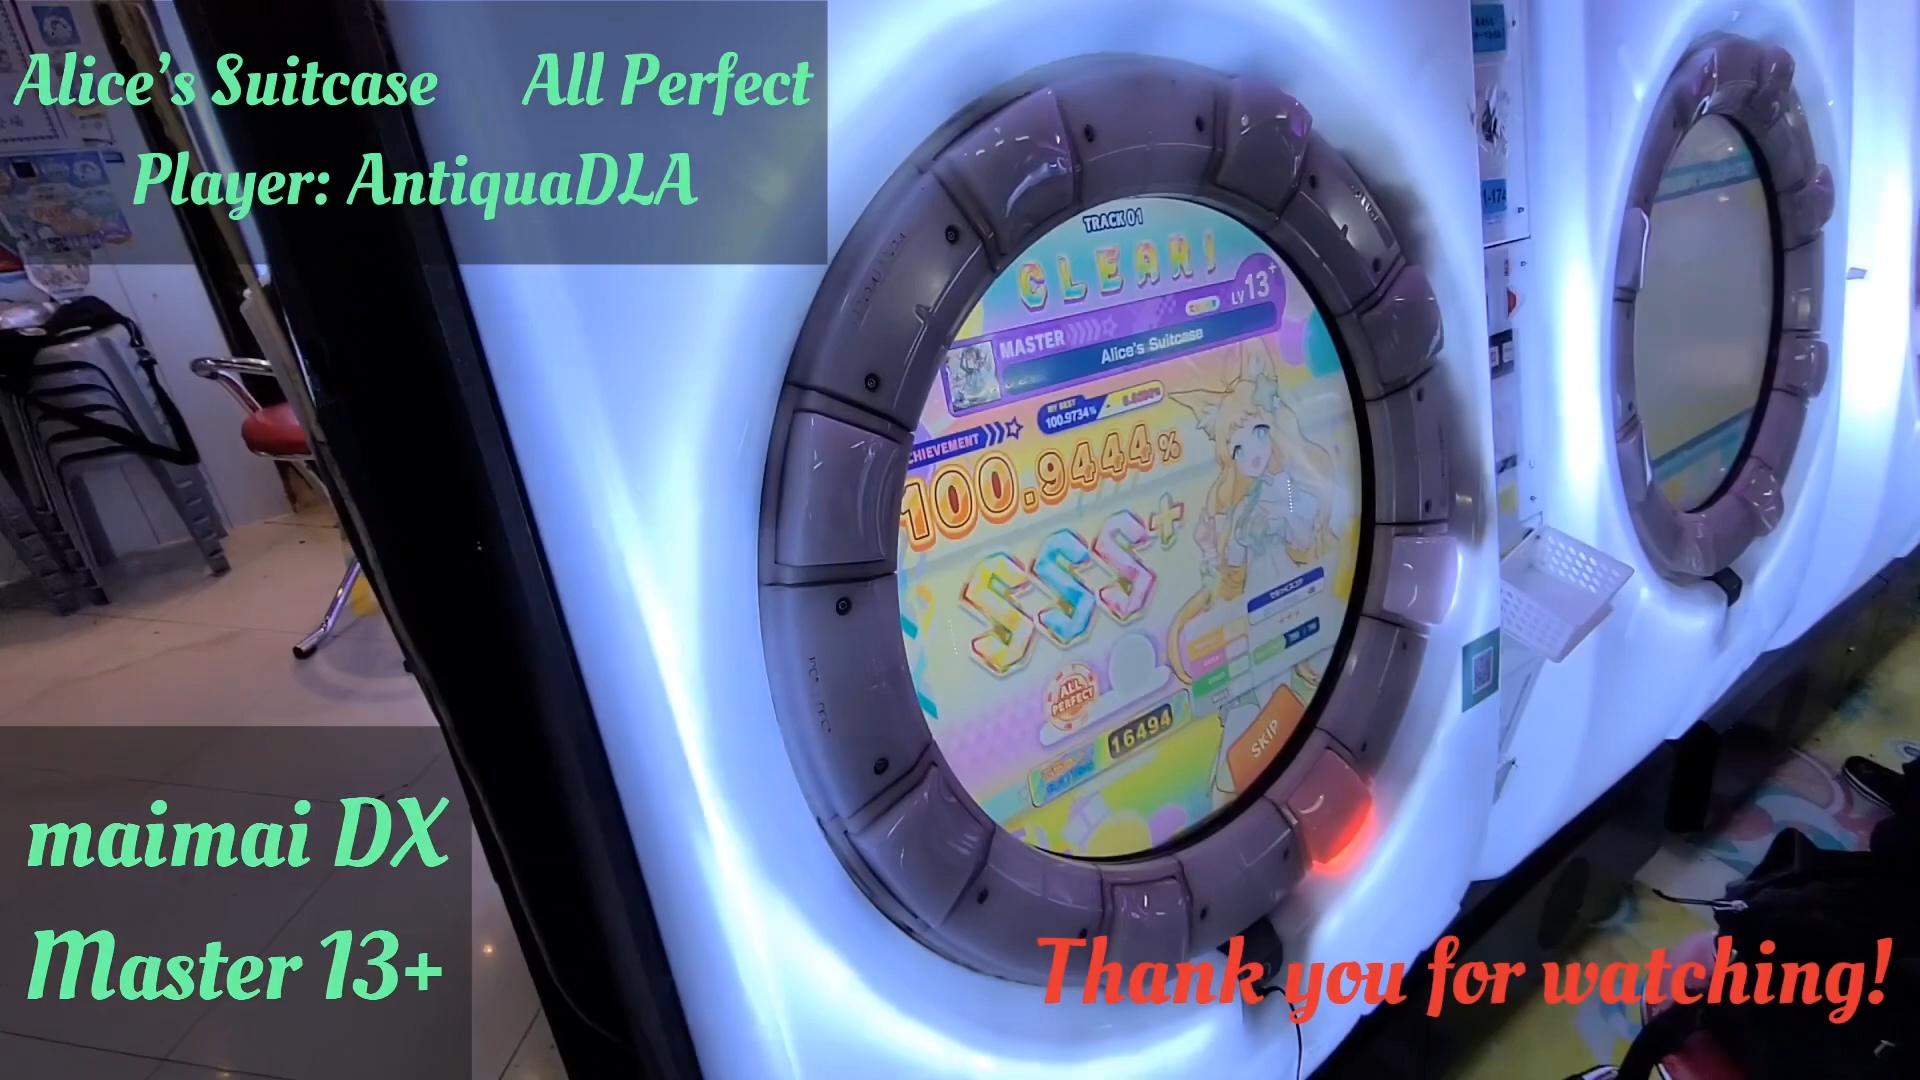 Alice's Suitcase All Perfect
Player: AntiquaDLA
TRACK 01
CLEAR!
MASTER
LV 13+
Alice's Suitcase
MY BEST
100.9734%
ACHIEVEMENT
100.9444%
SSS+
ALL PERFECT
16494
SKIP
maimai DX
Master 13+
Thank you for watching!